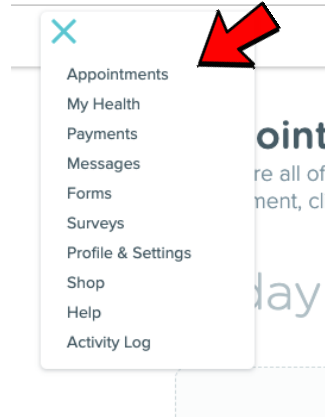 Appointments
My Health
Payments
Messages
Forms
Surveys
Profile & Settings
Shop
Help
Activity Log